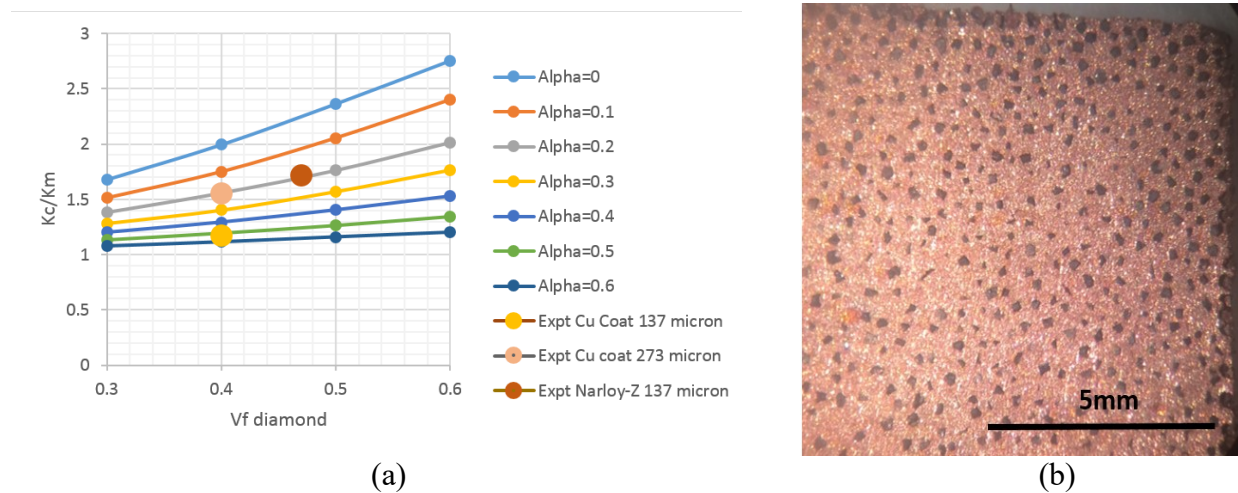 3
2.5
2
1.5
1
0.5
0
0.3 0.4 0.5 0.6
Kc/Km
Vf diamond
Alpha=0
Alpha=0.1
Alpha=0.2
Alpha=0.3
Alpha=0.4
Alpha=0.5
Alpha=0.6
Expt Cu Coat 137 micron
Expt Cu coat 273 micron
Expt Narloy-Z 137 micron
(a)
5mm
(b)